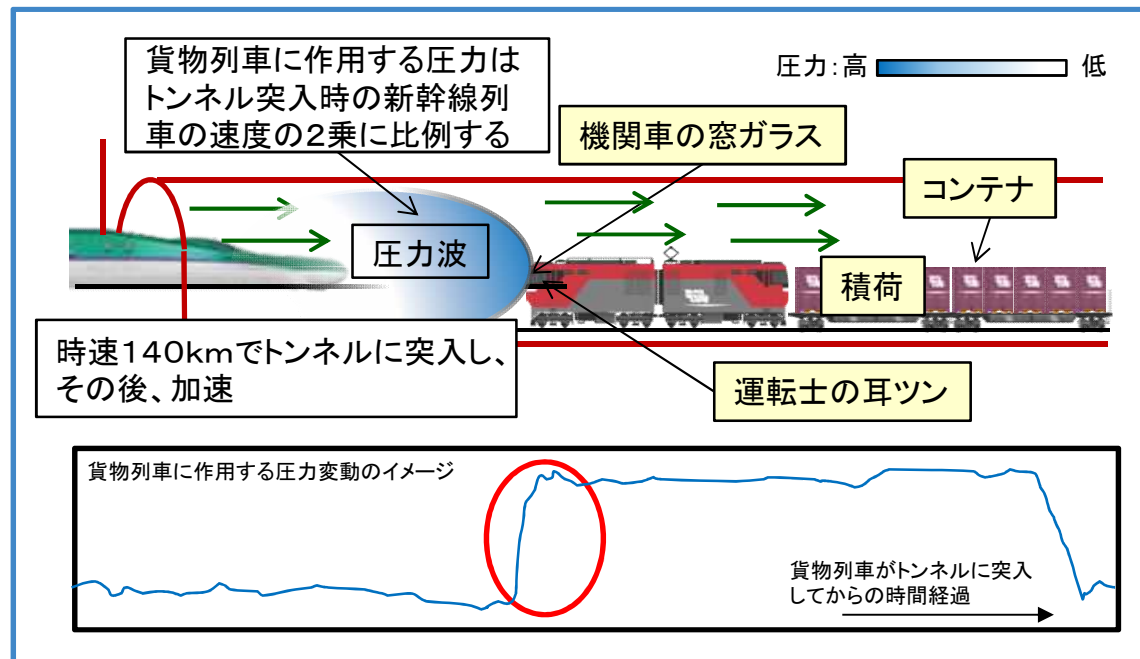 貨物列車に作用する圧力は
トンネル突入時の新幹線列
車の速度の２乗に比例する
圧力:高
低
機関車の窓ガラス
コンテナ
圧力波
積荷
時速１４０kmでトンネルに突入し、
その後、加速
運転士の耳ツン
貨物列車に作用する圧力変動のイメージ
貨物列車がトンネルに突入
してからの時間経過